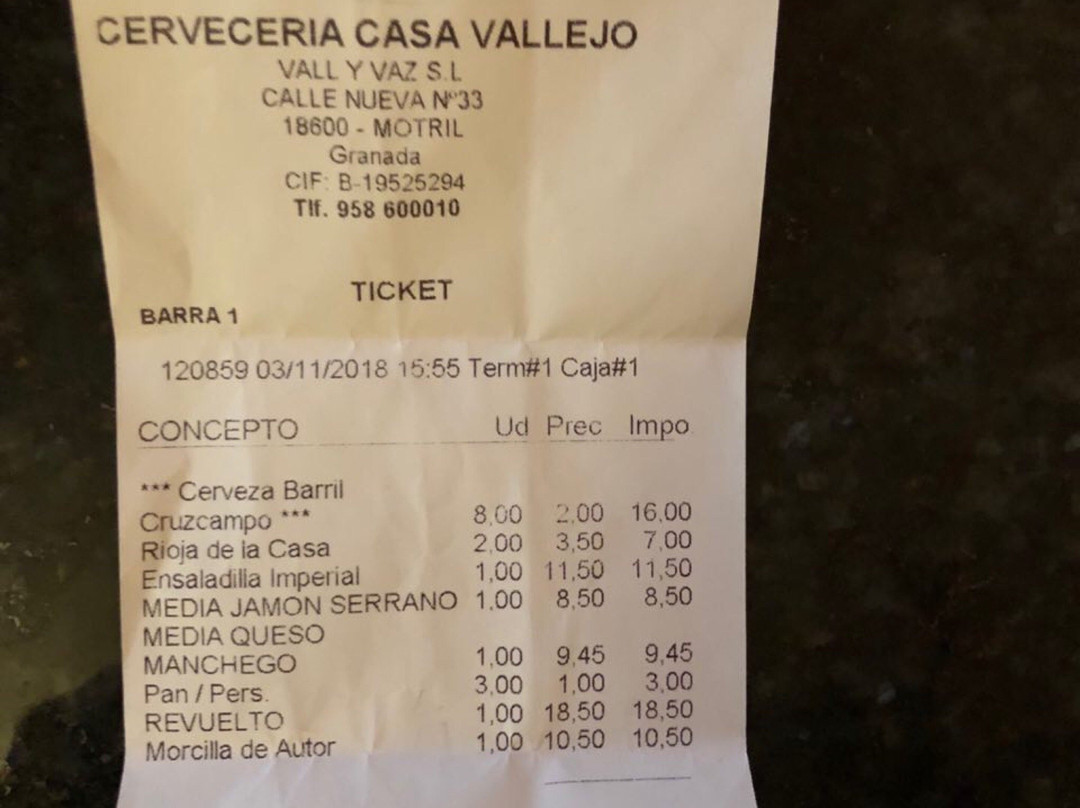 CERVECERIA CASA VALLEJO
VALL Y VAZ S.L
CALLE NUEVA Nº33
18600 - MOTRIL
Granada
CIF: B-19525294
Tlf. 958 600010
TICKET
BARRA 1
120859 03/11/2018 15:55 Term#1 Caja#1
CONCEPTO Ud Prec Impo.
*** Cerveza Barril
Cruzcampo *** 8,00 2,00 16,00
Rioja de la Casa 2,00 3,50 7,00
Ensaladilla Imperial 1,00 11,50 11,50
MEDIA JAMON SERRANO 1,00 8,50 8,50
MEDIA QUESO
MANCHEGO 1,00 9,45 9,45
Pan / Pers. 3,00 1,00 3,00
REVUELTO 1,00 18,50 18,50
Morcilla de Autor 1,00 10,50 10,50